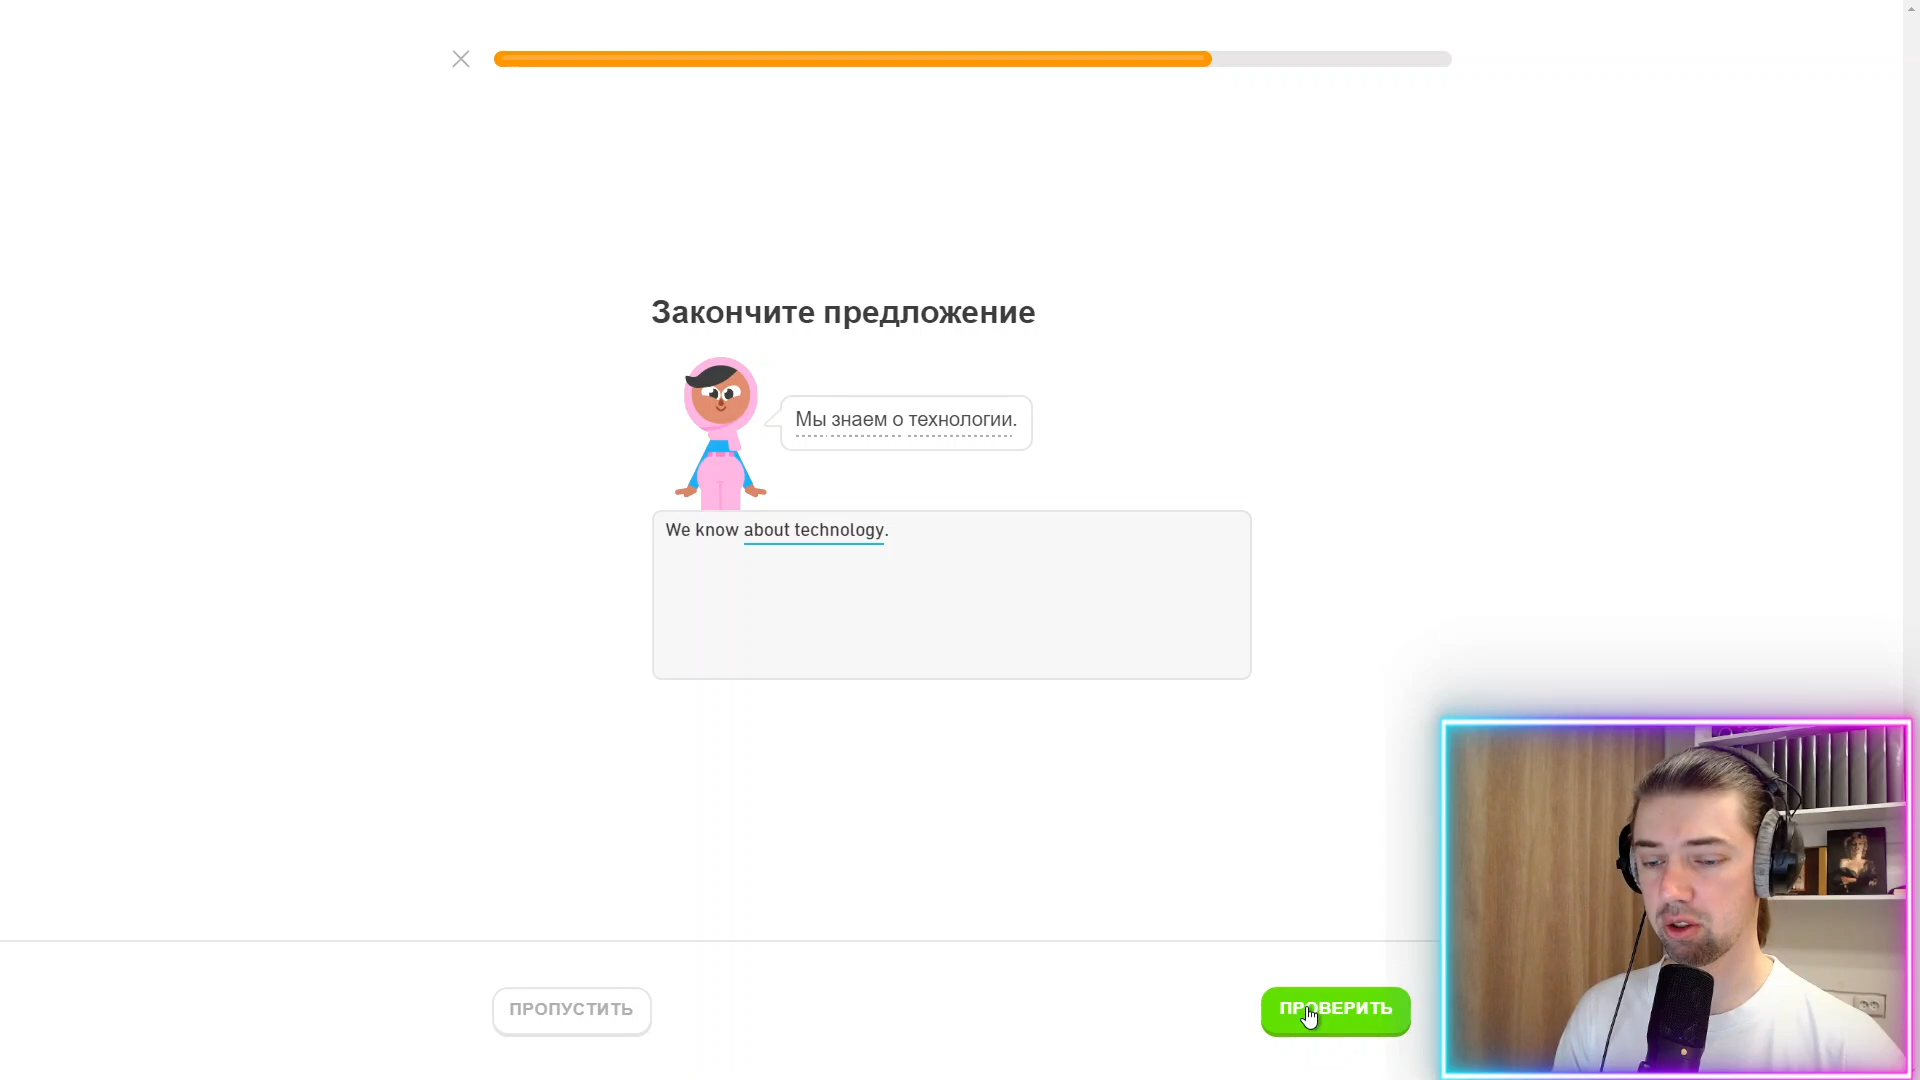 Закончите предложение
Мы знаем о технологии.
We know about technology.
ПРОПУСТИТЬ
ПРОВЕРИТЬ